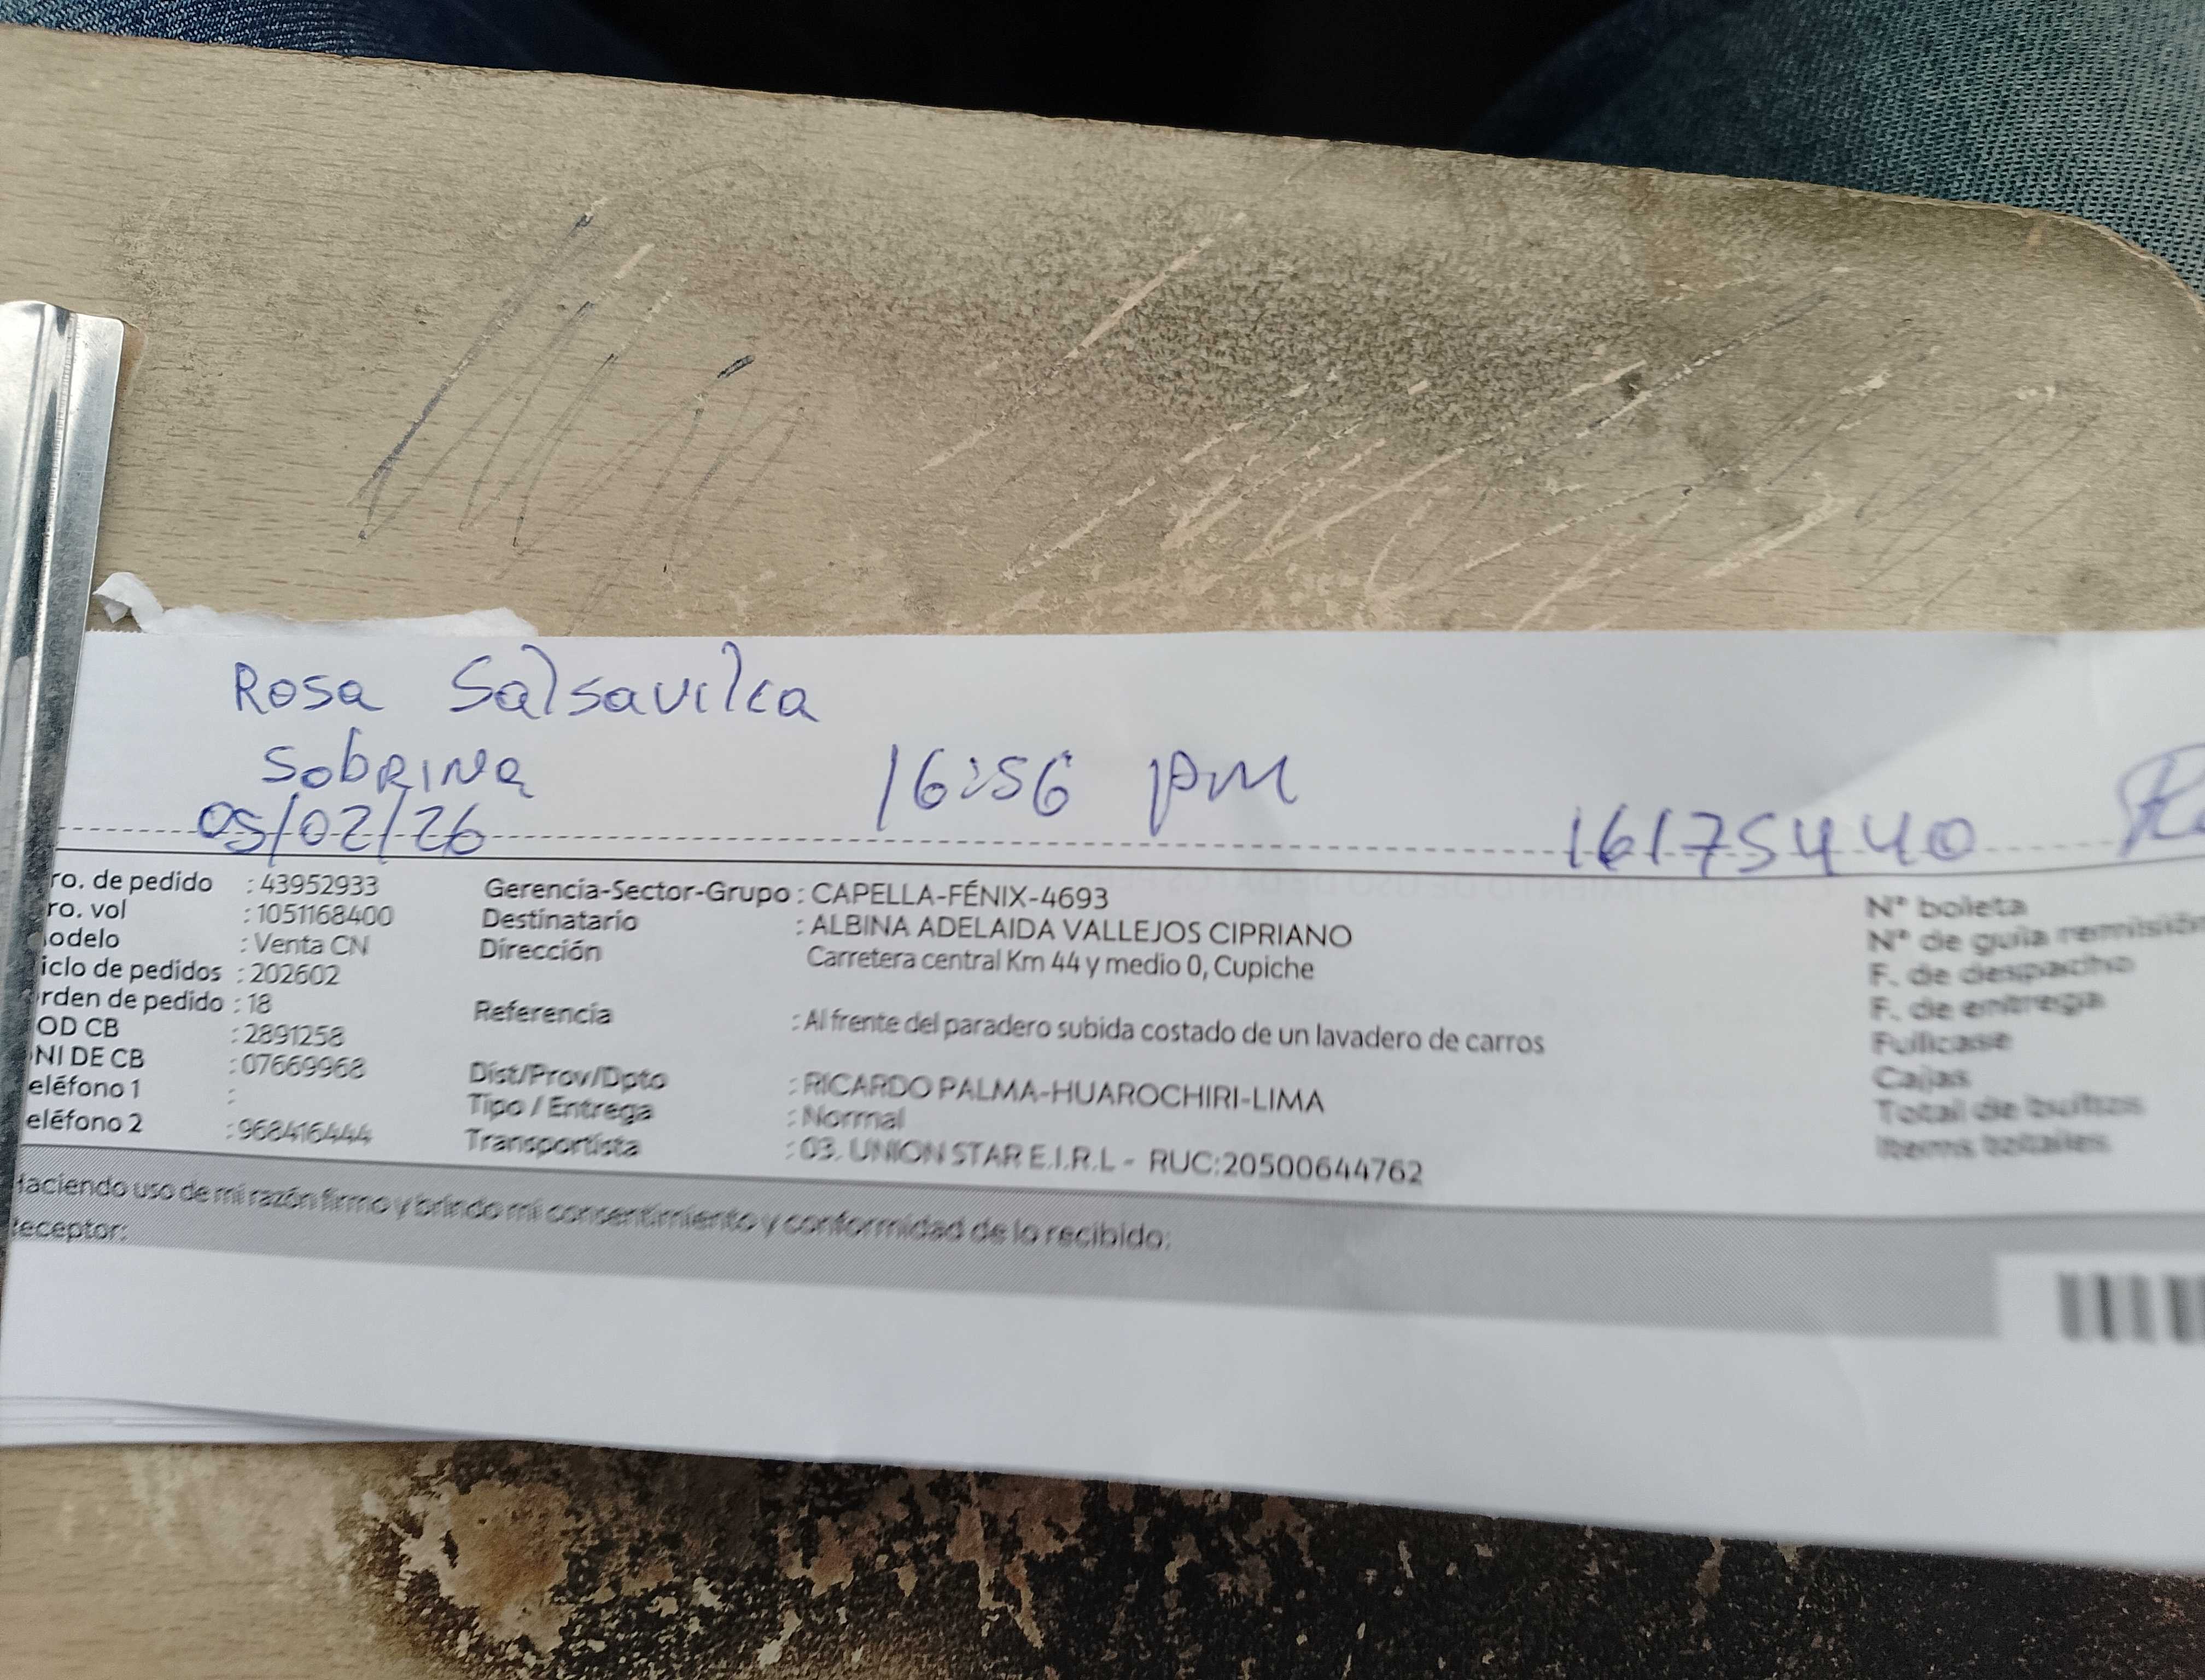 Rosa Salsavilca
SobRINa
05/02/26 16:56 pm 16175440
ro. de pedido : 43952933
ro. vol : 1051168400
odelo : Venta CN
iclo de pedidos : 202602
rden de pedido : 18
OD CB : 2891258
NI DE CB : 07669968
eléfono 1 :
eléfono 2 : 968416444
Gerencia-Sector-Grupo : CAPELLA-FÉNIX-4693
Destinatario : ALBINA ADELAIDA VALLEJOS CIPRIANO
Dirección Carretera central Km 44 y medio 0, Cupiche
Referencia : Al frente del paradero subida costado de un lavadero de carros
Dist/Prov/Dpto : RICARDO PALMA-HUAROCHIRI-LIMA
Tipo / Entrega : Normal
Transportista : 03. UNION STAR E.I.R.L - RUC:20500644762
N° boleta
N° de guía remisión
F. de despacho
F. de entrega
Fullcase
Cajas
Total de bultos
Items totales
Haciendo uso de mi razón firmo y brindo mi consentimiento y conformidad de lo recibido:
Receptor: